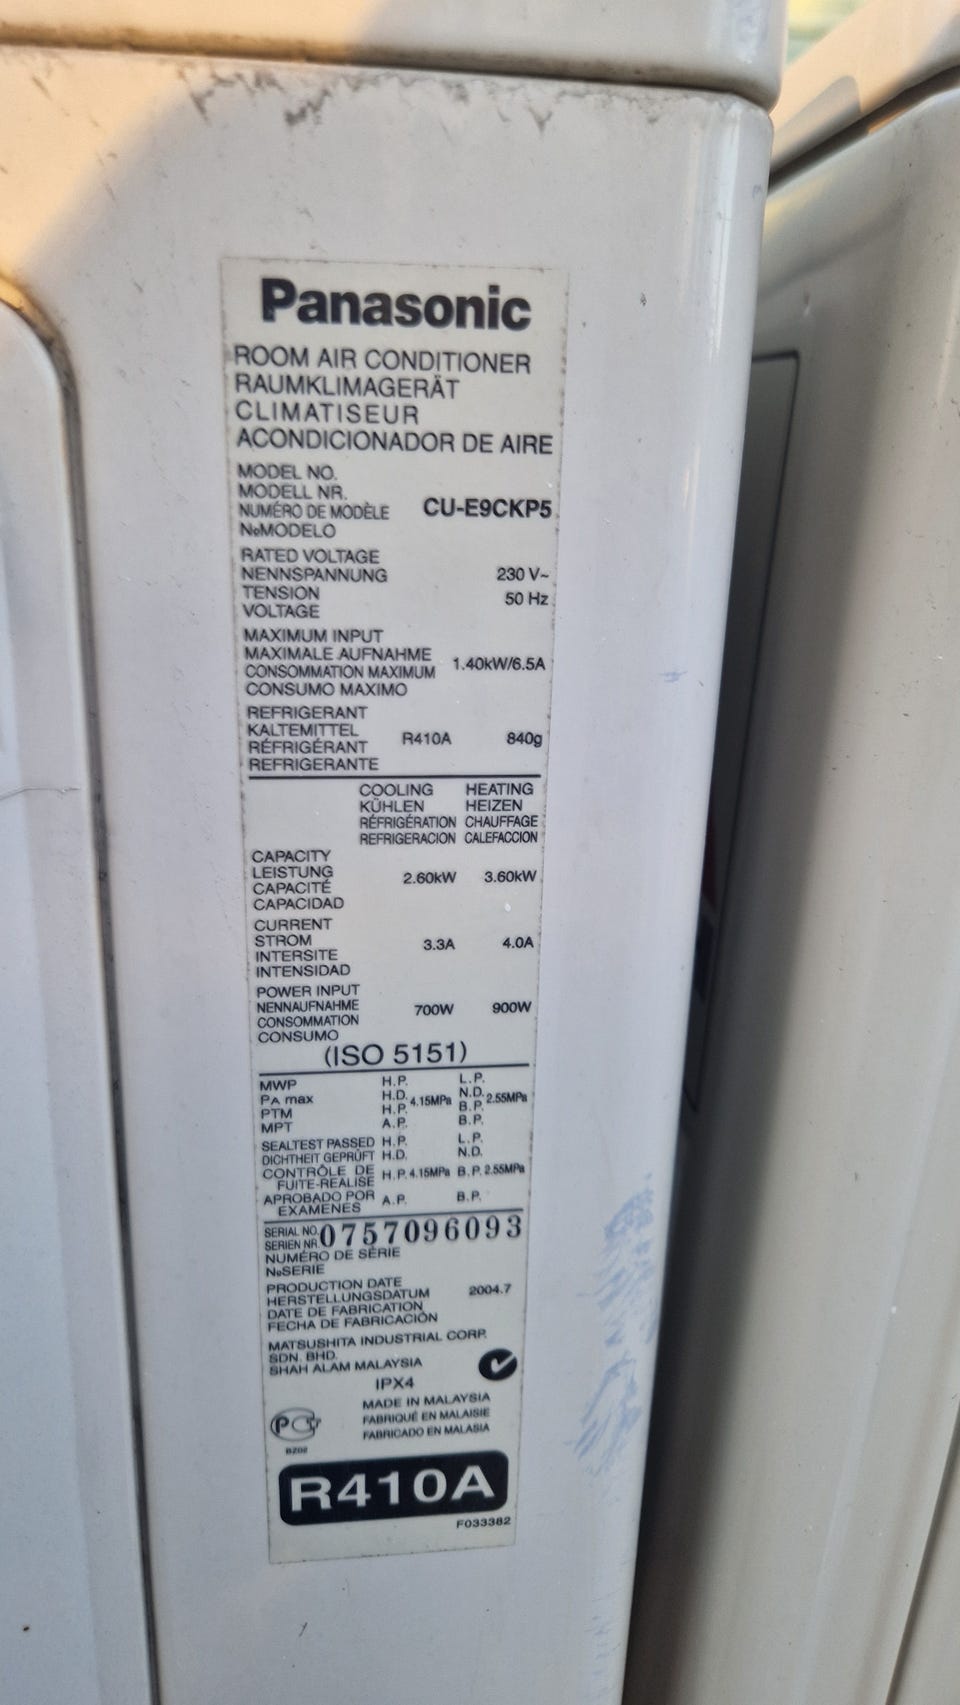 Panasonic
ROOM AIR CONDITIONER
RAUMKLIMAGERÄT
CLIMATISEUR
ACONDICIONADOR DE AIRE
MODEL NO.
MODELL NR.
NUMÉRO DE MODÈLE CU-E9CKP5
NºMODELO
RATED VOLTAGE
NENNSPANNUNG 230 V~
TENSION 50 Hz
VOLTAGE
MAXIMUM INPUT
MAXIMALE AUFNAHME 1.40kW/6.5A
CONSOMMATION MAXIMUM
CONSUMO MAXIMO
REFRIGERANT
KALTEMITTEL R410A 840g
RÉFRIGÉRANT
REFRIGERANTE
COOLING HEATING
KÜHLEN HEIZEN
RÉFRIGÉRATION CHAUFFAGE
REFRIGERACION CALEFACCION
CAPACITY
LEISTUNG 2.60kW 3.60kW
CAPACITÉ
CAPACIDAD
CURRENT
STROM 3.3A 4.0A
INTERSITE
INTENSIDAD
POWER INPUT
NENNAUFNAHME 700W 900W
CONSOMMATION
CONSUMO
(ISO 5151)
MWP H.P. L.P.
PA max H.D. 4.15MPa N.D. 2.55MPa
PTM H.P. B.P.
MPT A.P. B.P.
SEALTEST PASSED H.P. L.P.
DICHTHEIT GEPRÜFT H.D. N.D.
CONTRÔLE DE H.P. 4.15MPa B.P. 2.55MPa
FUITE-REALISE
APROBADO POR A.P. B.P.
EXAMENES
SERIAL NO. 0757096093
SERIEN NR.
NUMÉRO DE SÉRIE
NºSERIE
PRODUCTION DATE
HERSTELLUNGSDATUM 2004.7
DATE DE FABRICATION
FECHA DE FABRICACIÓN
MATSUSHITA INDUSTRIAL CORP.
SDN. BHD.
SHAH ALAM MALAYSIA
IPX4
MADE IN MALAYSIA
FABRIQUÉ EN MALAISIE
FABRICADO EN MALASIA
BZ02
R410A
F033382